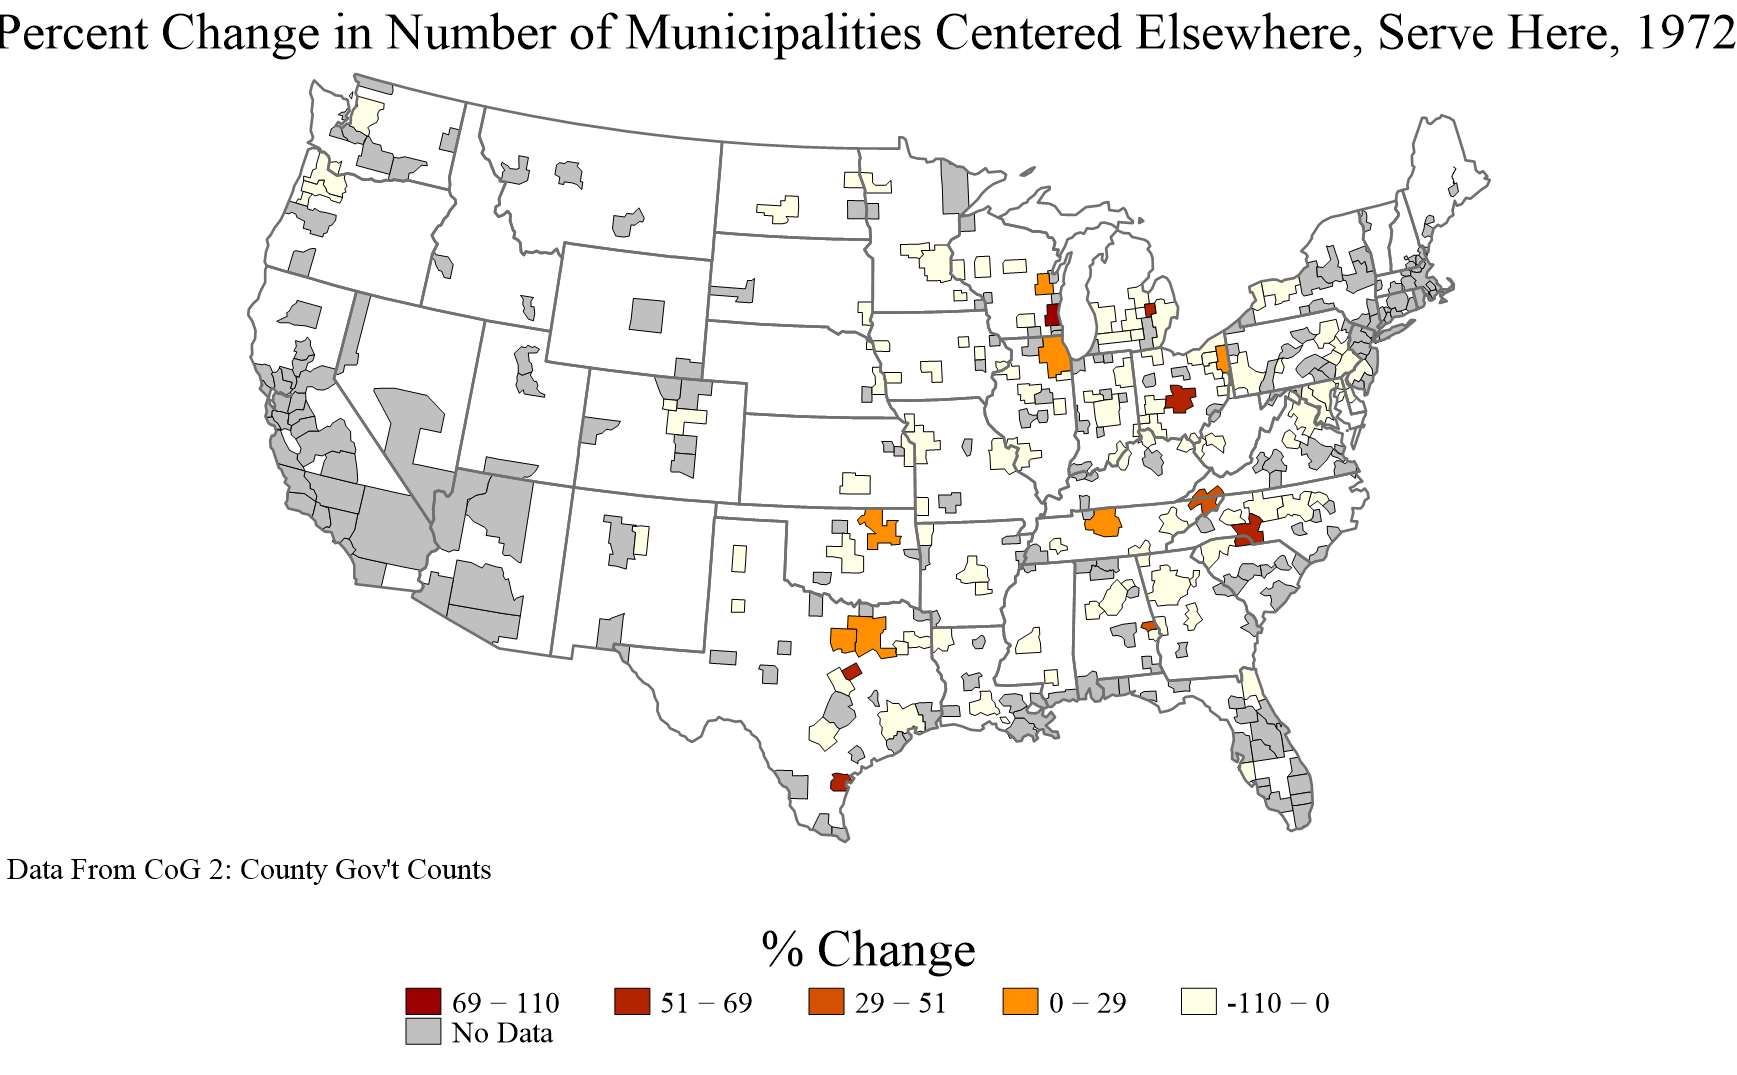 Percent Change in Number of Municipalities Centered Elsewhere, Serve Here, 1972
Data From CoG 2: County Gov't Counts
% Change
69 – 110
51 – 69
29 – 51
0 – 29
-110 – 0
No Data